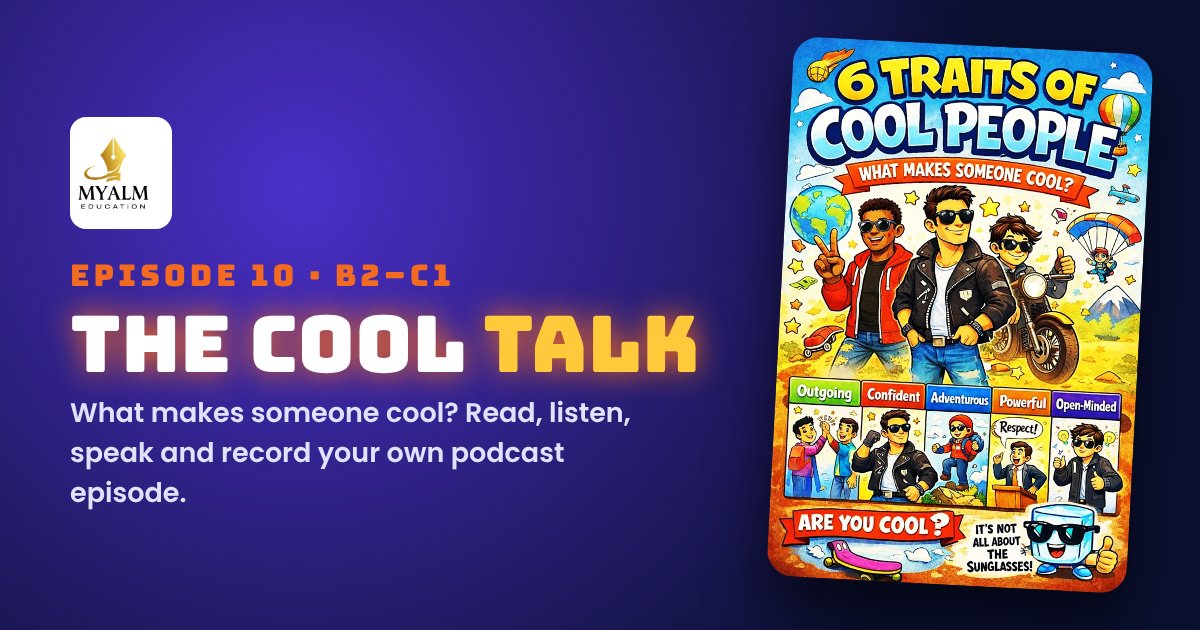 MYALM
EDUCATION
EPISODE 10 · B2–C1
THE COOL TALK
What makes someone cool? Read, listen,
speak and record your own podcast
episode.
6 TRAITS OF
COOL PEOPLE
WHAT MAKES SOMEONE COOL?
Outgoing
Confident
Adventurous
Powerful
Open-Minded
Respect!
ARE YOU COOL?
IT'S NOT
ALL ABOUT
THE
SUNGLASSES!